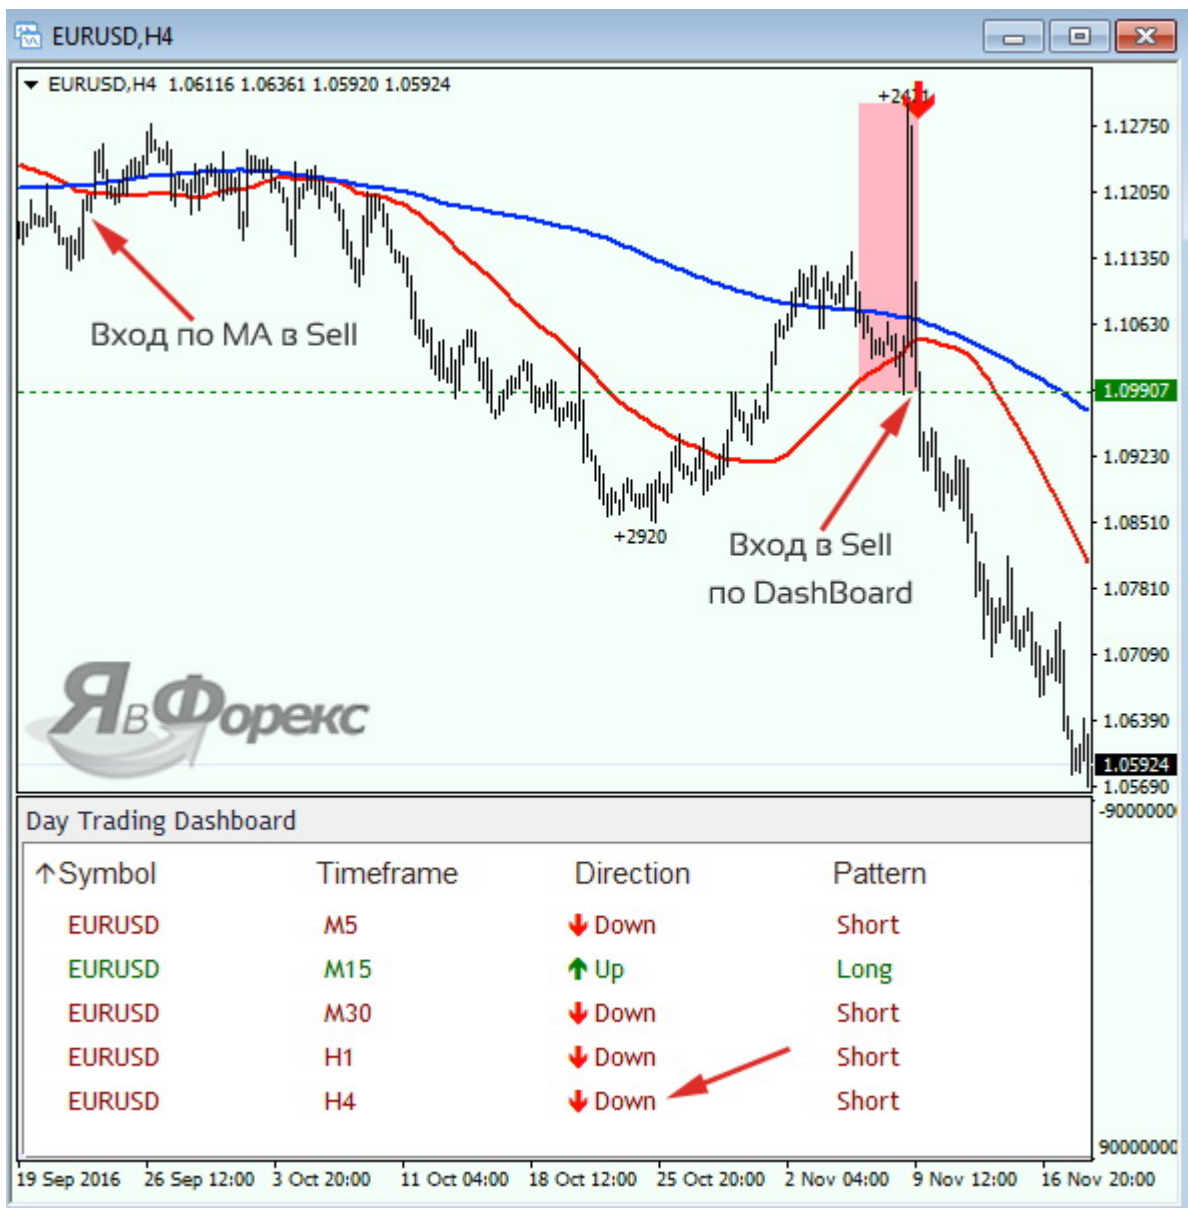 EURUSD,H4
EURUSD,H4 1.06116 1.06361 1.05920 1.05924
+2421
1.12750
1.12050
1.11350
Вход по MA в Sell
1.10630
1.09907
1.09230
1.08510
+2920
Вход в Sell
по DashBoard
1.07810
1.07090
1.06390
ЯвФорекс
1.05924
1.05690
Day Trading Dashboard
-90000000
↑Symbol Timeframe Direction Pattern
EURUSD M5 Down Short
EURUSD M15 Up Long
EURUSD M30 Down Short
EURUSD H1 Down Short
EURUSD H4 Down Short
90000000
19 Sep 2016 26 Sep 12:00 3 Oct 20:00 11 Oct 04:00 18 Oct 12:00 25 Oct 20:00 2 Nov 04:00 9 Nov 12:00 16 Nov 20:00